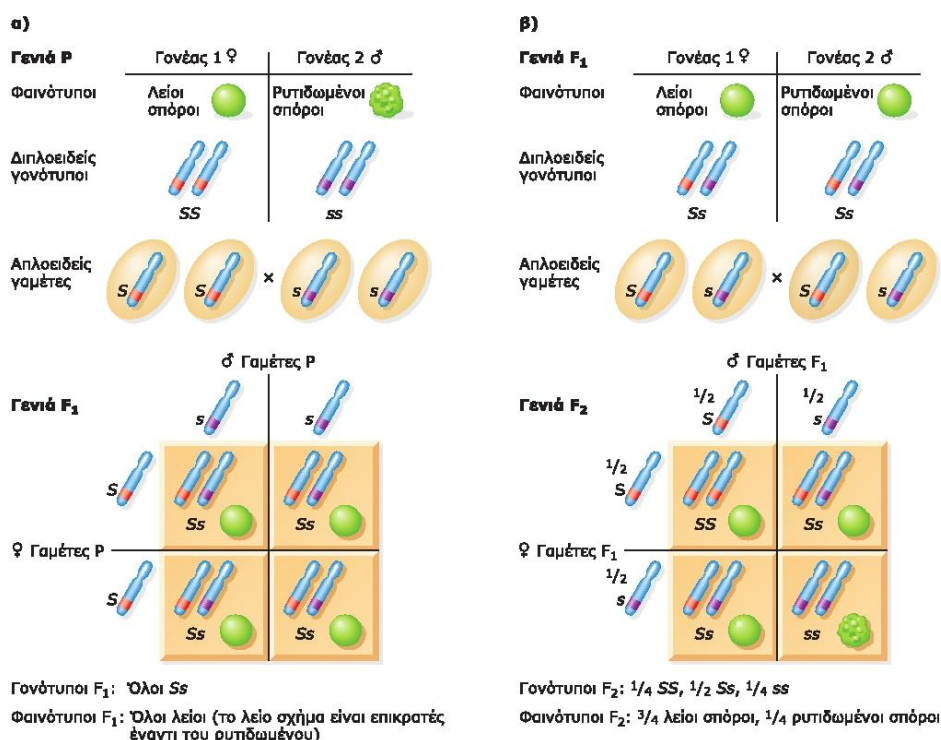 α)
Γενιά P
Γονέας 1 ♀
Γονέας 2 ♂
Φαινότυποι
Λείοι
σπόροι
Ρυτιδωμένοι
σπόροι
Διπλοειδείς
γονότυποι
SS
ss
Απλοειδείς
γαμέτες
S
S
×
s
s
♂ Γαμέτες P
Γενιά F₁
s
s
S
Ss
Ss
♀ Γαμέτες P
S
Ss
Ss
Γονότυποι F₁: Όλοι Ss
Φαινότυποι F₁: Όλοι λείοι (το λείο σχήμα είναι επικρατές
έναντι του ρυτιδωμένου)
β)
Γενιά F₁
Γονέας 1 ♀
Γονέας 2 ♂
Φαινότυποι
Λείοι
σπόροι
Ρυτιδωμένοι
σπόροι
Διπλοειδείς
γονότυποι
Ss
Ss
Απλοειδείς
γαμέτες
S
s
×
S
s
♂ Γαμέτες F₁
Γενιά F₂
1/2
S
1/2
s
1/2
S
SS
Ss
♀ Γαμέτες F₁
1/2
s
Ss
ss
Γονότυποι F₂: 1/4 SS, 1/2 Ss, 1/4 ss
Φαινότυποι F₂: 3/4 λείοι σπόροι, 1/4 ρυτιδωμένοι σπόροι